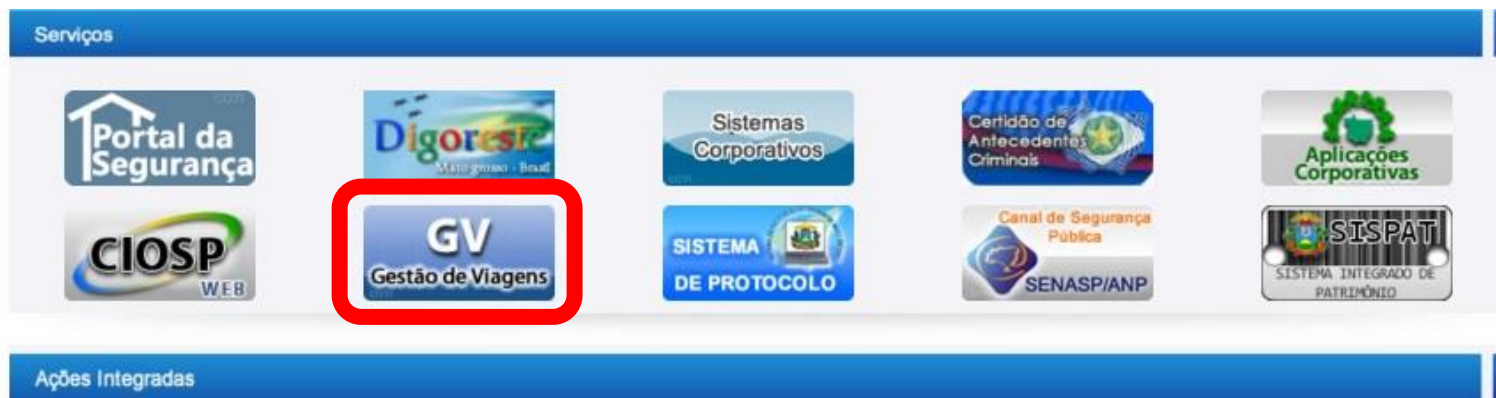 Serviços
Portal da
Segurança
Digoreste
Mato grosso - Brasil
Sistemas
Corporativos
Certidão de
Antecedentes
Criminais
Aplicações
Corporativas
CIOSP
WEB
GV
Gestão de Viagens
SISTEMA
DE PROTOCOLO
Canal de Segurança
Pública
SENASP/ANP
SISPAT
SISTEMA INTEGRADO DE
PATRIMÔNIO
Ações Integradas